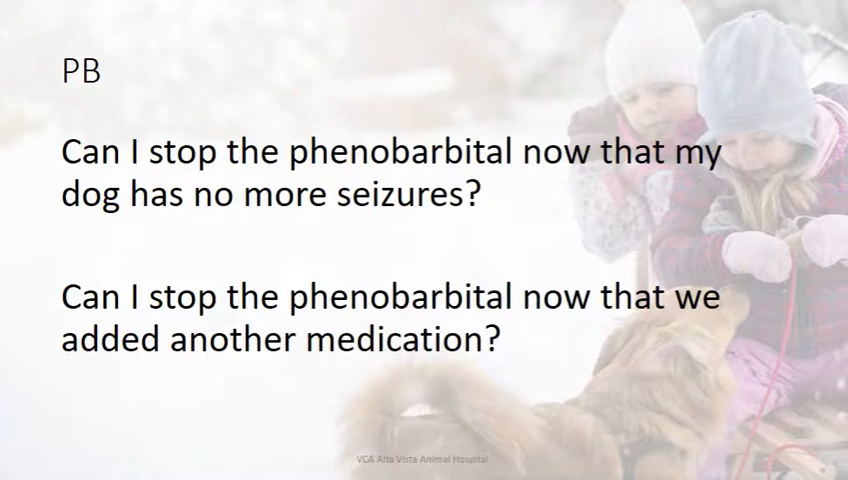 PB
Can I stop the phenobarbital now that my
dog has no more seizures?
Can I stop the phenobarbital now that we
added another medication?
VCA Alta Vista Animal Hospital